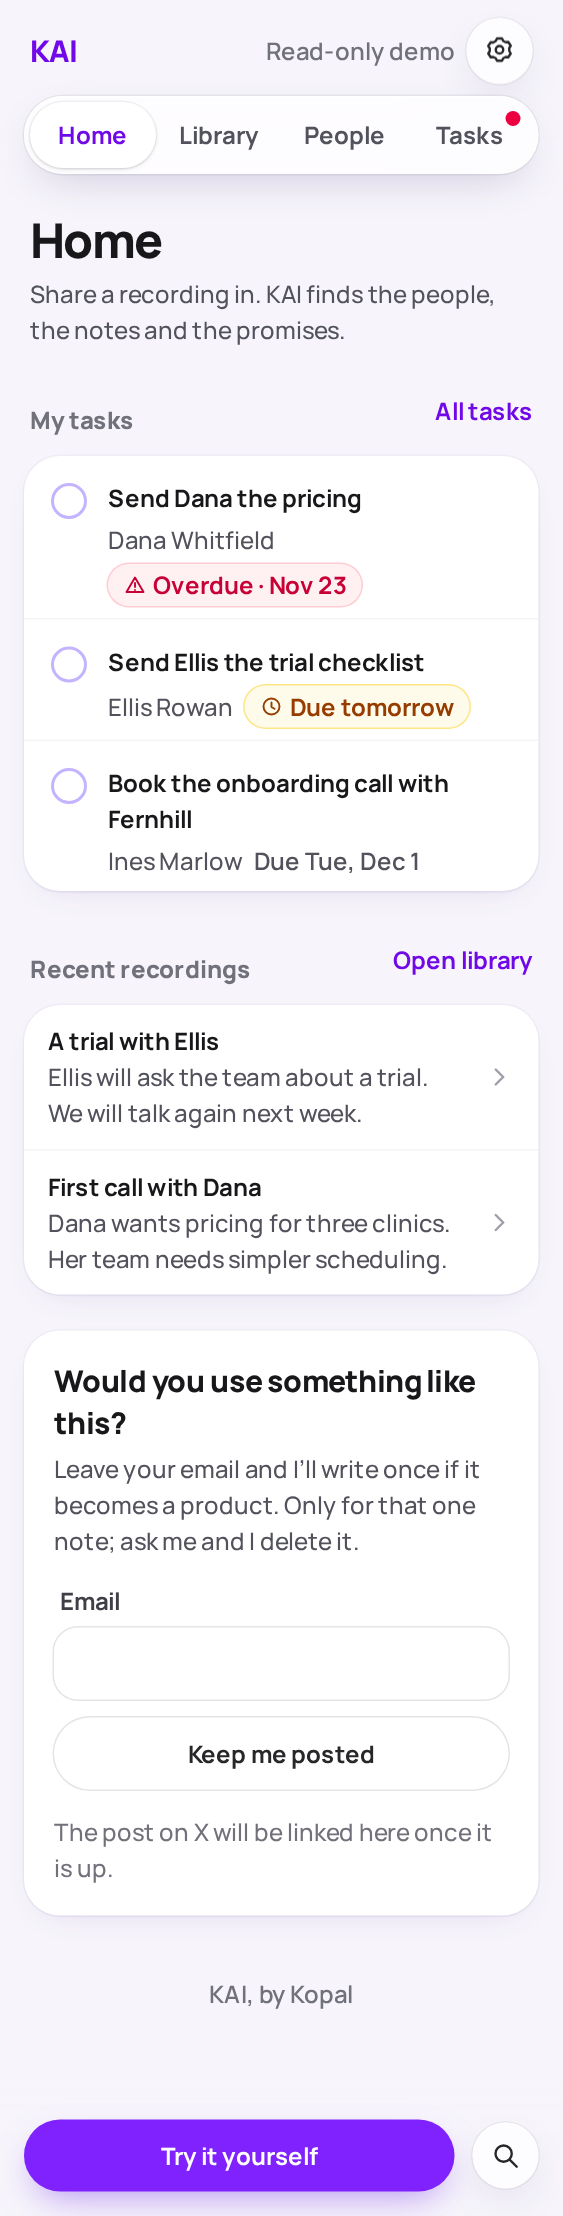 KAI
Read-only demo
Home
Library
People
Tasks
Home
Share a recording in. KAI finds the people,
the notes and the promises.
My tasks
All tasks
Send Dana the pricing
Dana Whitfield
Overdue · Nov 23
Send Ellis the trial checklist
Ellis Rowan
Due tomorrow
Book the onboarding call with
Fernhill
Ines Marlow Due Tue, Dec 1
Recent recordings
Open library
A trial with Ellis
Ellis will ask the team about a trial.
We will talk again next week.
First call with Dana
Dana wants pricing for three clinics.
Her team needs simpler scheduling.
Would you use something like
this?
Leave your email and I’ll write once if it
becomes a product. Only for that one
note; ask me and I delete it.
Email
Keep me posted
The post on X will be linked here once it
is up.
KAI, by Kopal
Try it yourself